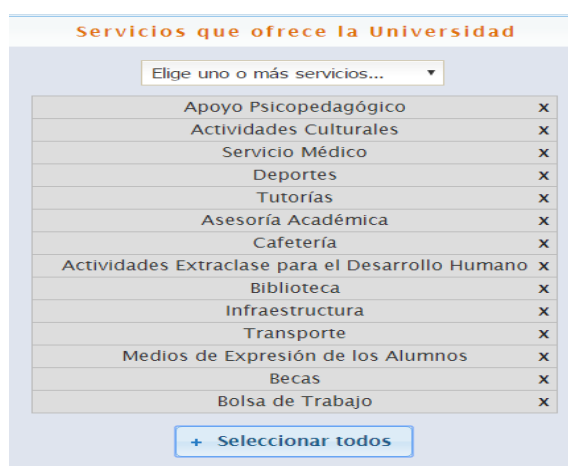 Servicios que ofrece la Universidad
Elige uno o más servicios... ▼
Apoyo Psicopedagógico x
Actividades Culturales x
Servicio Médico x
Deportes x
Tutorías x
Asesoría Académica x
Cafetería x
Actividades Extraclase para el Desarrollo Humano x
Biblioteca x
Infraestructura x
Transporte x
Medios de Expresión de los Alumnos x
Becas x
Bolsa de Trabajo x
+ Seleccionar todos